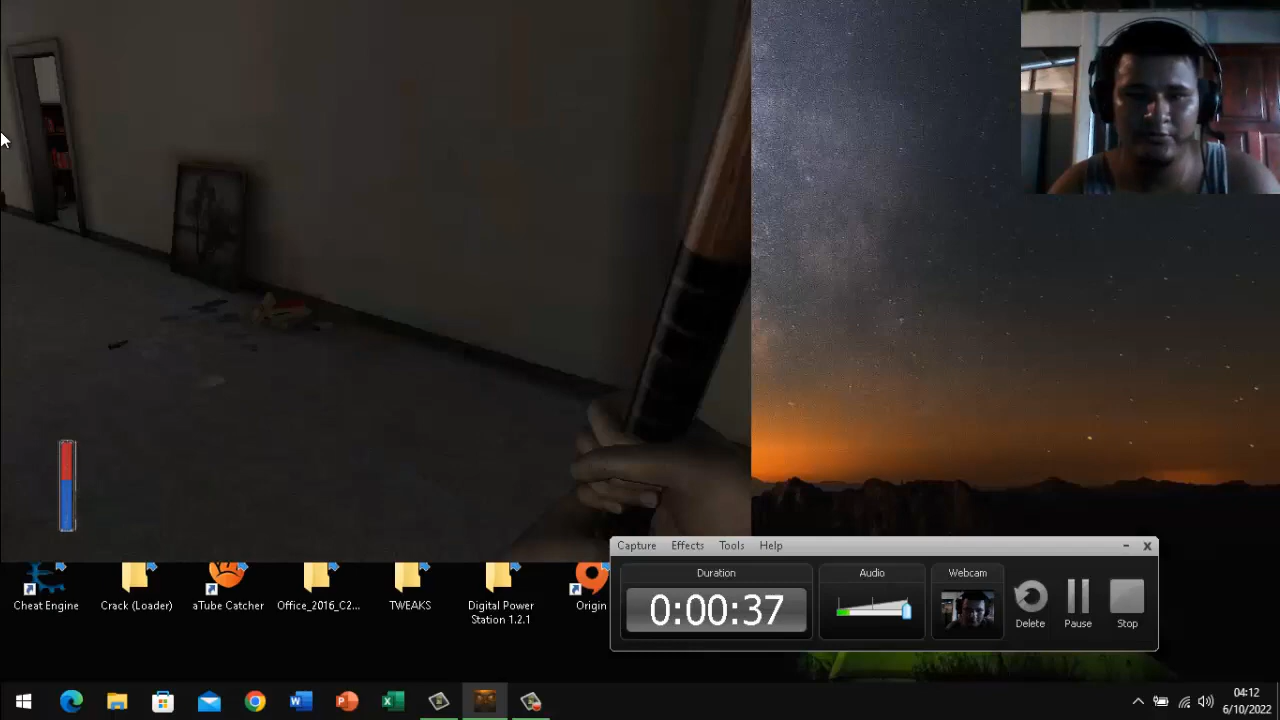 Capture Effects Tools Help
Duration
Audio
Webcam
0:00:37
Delete
Pause
Stop
Cheat Engine
Crack (Loader)
aTube Catcher
Office_2016_C2...
TWEAKS
Digital Power
Station 1.2.1
Origin
04:12
6/10/2022